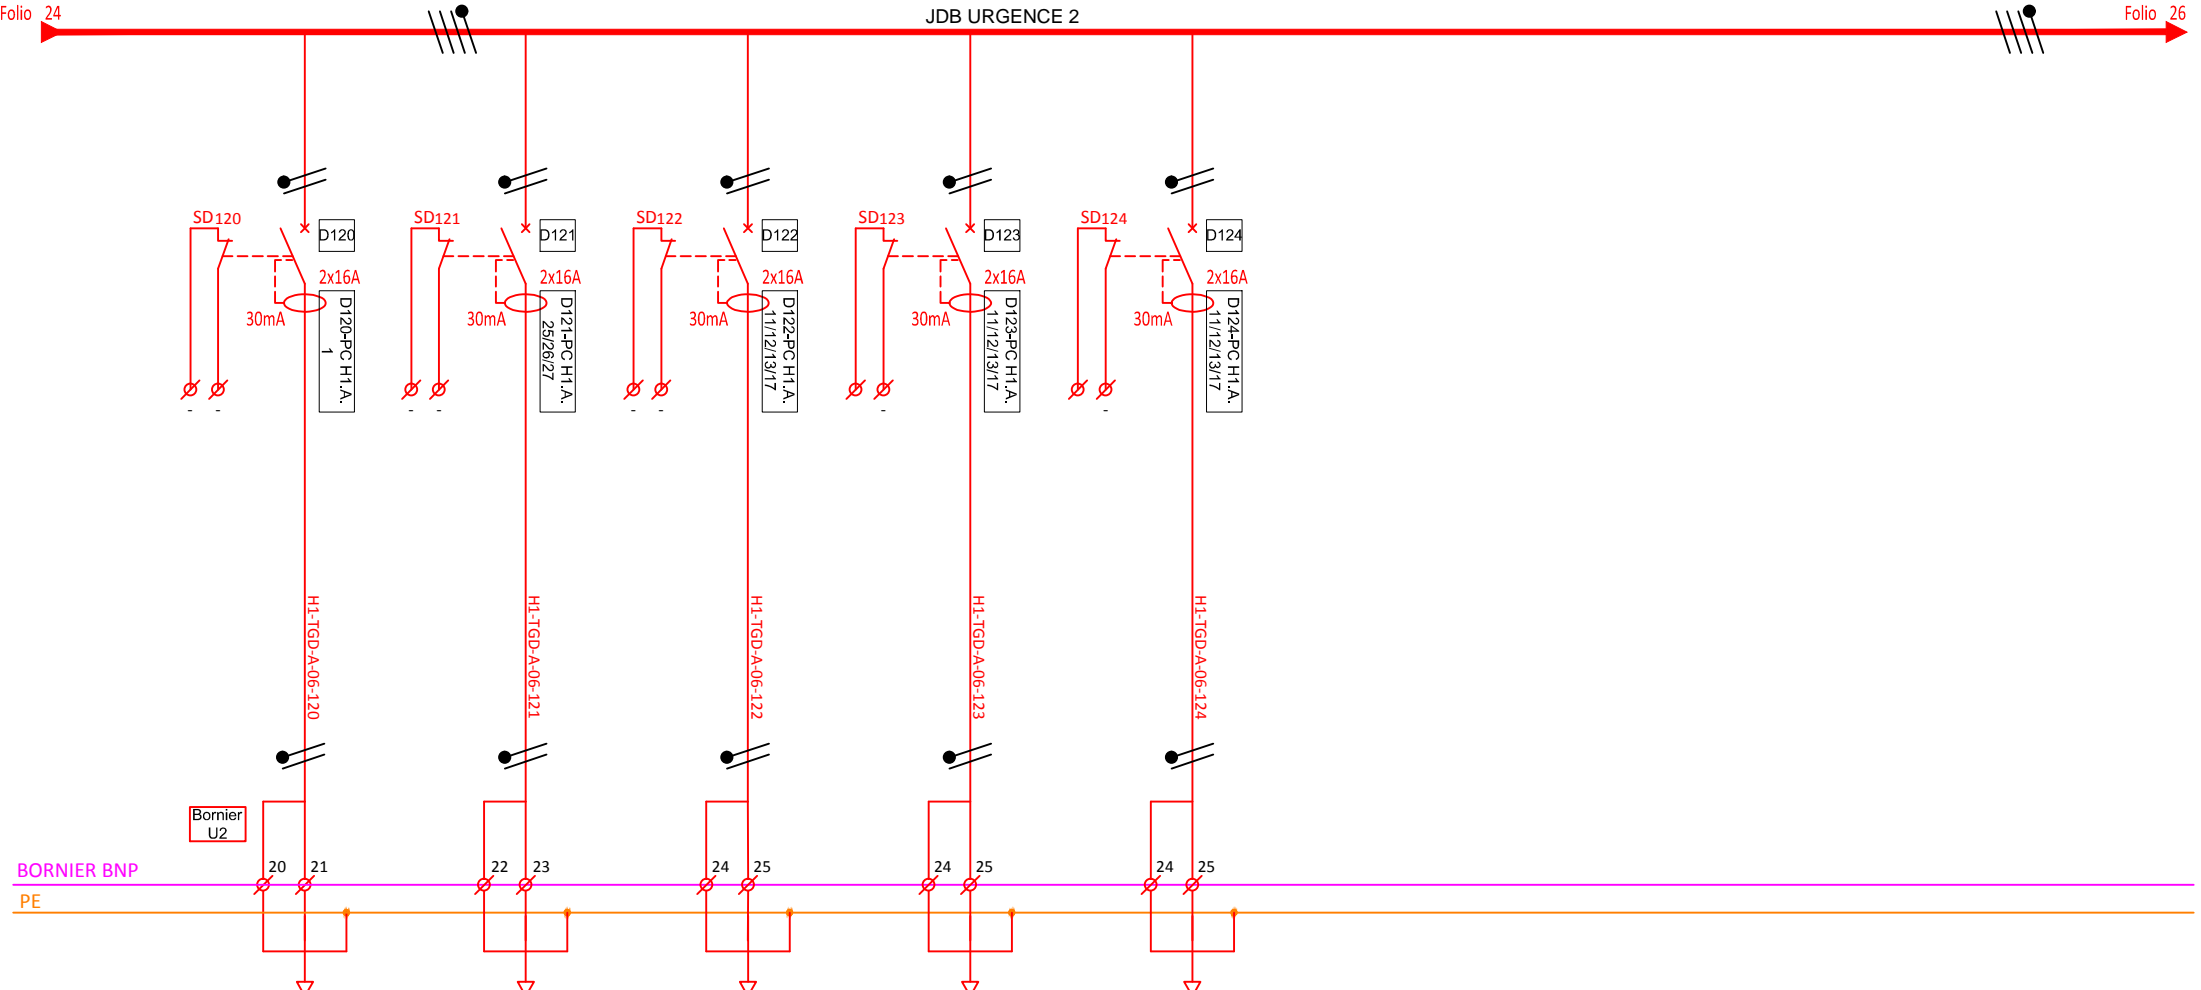 Folio 24
JDB URGENCE 2
Folio 26
SD120
D120
2x16A
30mA
D120-PC H1.A.
1
SD121
D121
2x16A
30mA
D121-PC H1.A.
25/26/27
SD122
D122
2x16A
30mA
D122-PC H1.A.
11/12/13/17
SD123
D123
2x16A
30mA
D123-PC H1.A.
11/12/13/17
SD124
D124
2x16A
30mA
D124-PC H1.A.
11/12/13/17
- -
- -
- -
-
-
H1-TGD-A-06-120
H1-TGD-A-06-121
H1-TGD-A-06-122
H1-TGD-A-06-123
H1-TGD-A-06-124
Bornier
U2
BORNIER BNP
20 21
22 23
24 25
24 25
24 25
PE